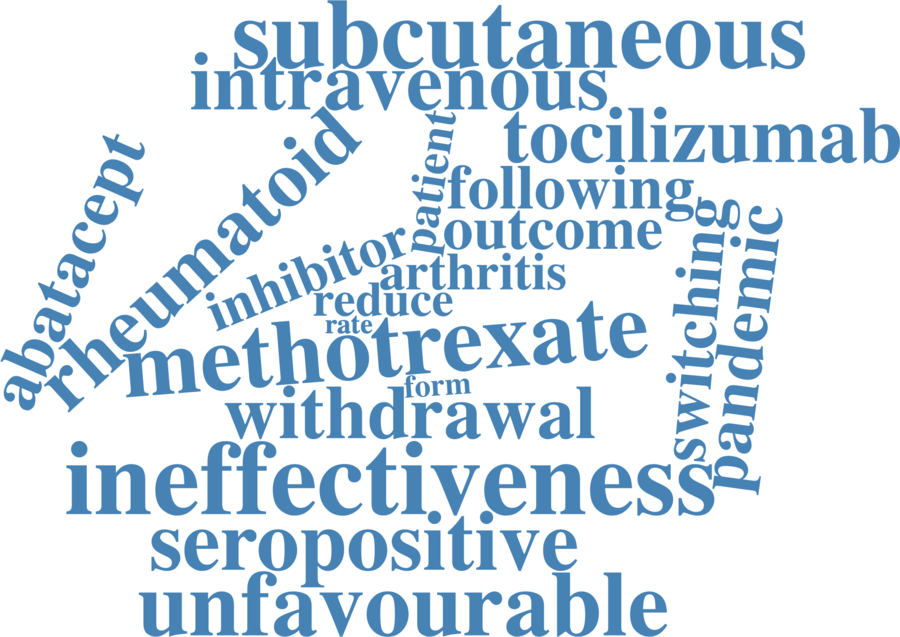 subcutaneous
intravenous
tocilizumab
abatacept
rheumatoid
patient
following
outcome
switching
pandemic
inhibitor
arthritis
reduce
rate
methotrexate
form
withdrawal
ineffectiveness
seropositive
unfavourable